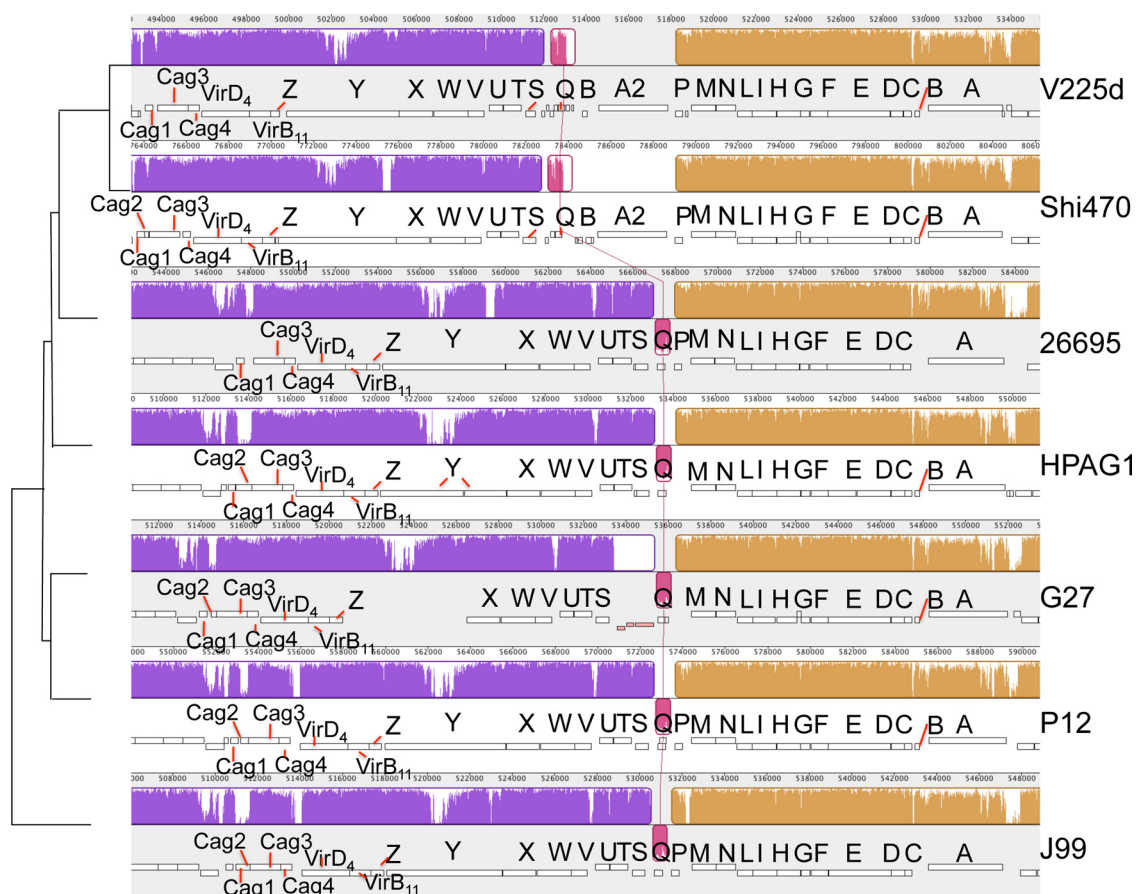 494000 496000 498000 500000 502000 504000 506000 508000 510000 512000 514000 516000 518000 520000 522000 524000 526000 528000 530000 532000 534000
Cag3 VirD4 Z Y X W V U T S Q B A2 P M N L I H G F E D C B A V225d
Cag1 Cag4 VirB11
764000 766000 768000 770000 772000 774000 776000 778000 780000 782000 784000 786000 788000 790000 792000 794000 796000 798000 800000 802000 804000 8060
Cag2 Cag3 VirD4 Z Y X W V U T S Q B A2 P M N L I H G F E D C B A Shi470
Cag1 Cag4 VirB11
544000 546000 548000 550000 552000 554000 556000 558000 560000 562000 564000 566000 568000 570000 572000 574000 576000 578000 580000 582000 584000
Cag3 VirD4 Z Y X W V U T S Q P M N L I H G F E D C A 26695
Cag1 Cag4 VirB11
510000 512000 514000 516000 518000 520000 522000 524000 526000 528000 530000 532000 534000 536000 538000 540000 542000 544000 546000 548000 550000
Cag2 Cag3 VirD4 Z Y X W V U T S Q M N L I H G F E D C B A HPAG1
Cag1 Cag4 VirB11
512000 514000 516000 518000 520000 522000 524000 526000 528000 530000 532000 534000 536000 538000 540000 542000 544000 546000 548000 550000 552000 5
Cag2 Cag3 VirD4 Z X W V U T S Q M N L I H G F E D C B A G27
Cag1 Cag4 VirB11
0000 552000 554000 556000 558000 560000 562000 564000 566000 568000 570000 572000 574000 576000 578000 580000 582000 584000 586000 588000 590000
Cag2 Cag3 VirD4 Z Y X W V U T S Q P M N L I H G F E D C B A P12
Cag1 Cag4 VirB11
000 508000 510000 512000 514000 516000 518000 520000 522000 524000 526000 528000 530000 532000 534000 536000 538000 540000 542000 544000 546000 548000
Cag2 Cag3 VirD4 Z Y X W V U T S Q P M N L I H G F E D C A J99
Cag1 Cag4 VirB11